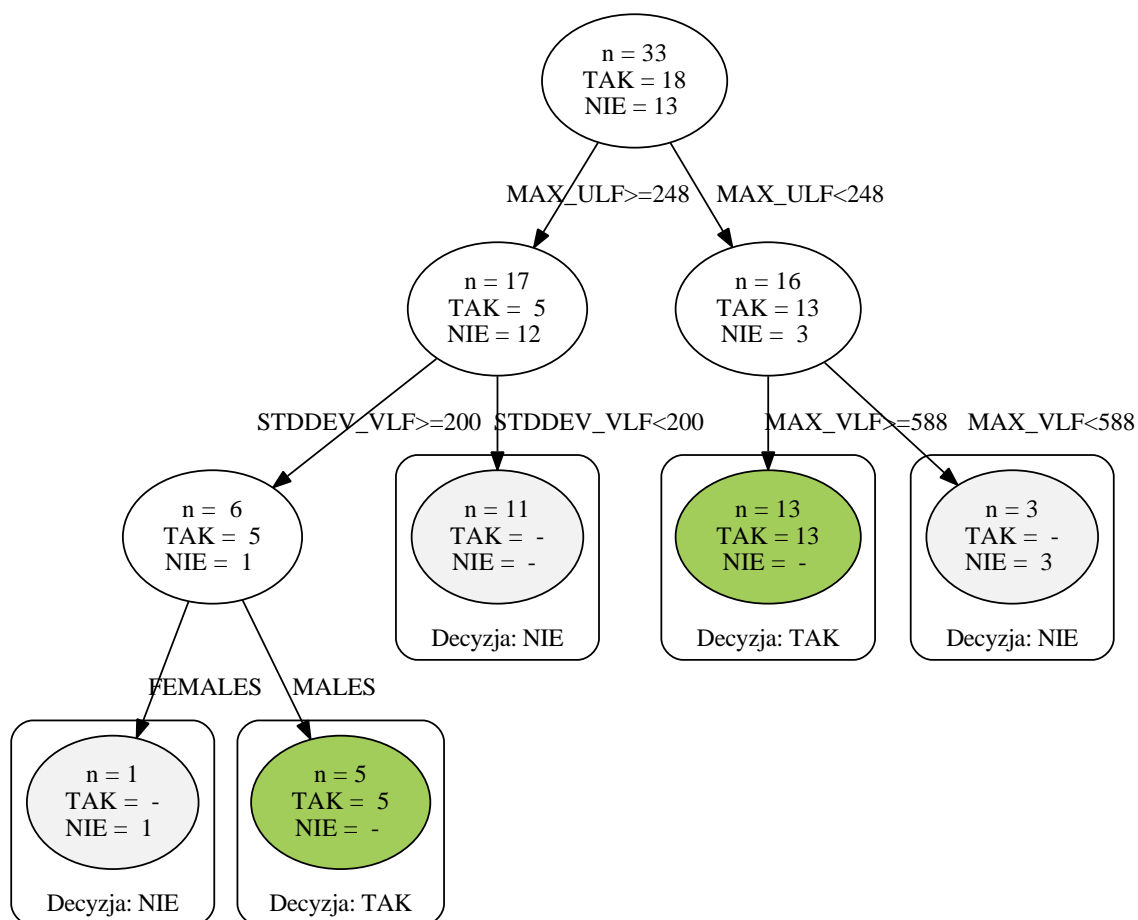 n = 33
TAK = 18
NIE = 13
MAX_ULF>=248
MAX_ULF<248
n = 17
TAK = 5
NIE = 12
n = 16
TAK = 13
NIE = 3
STDDEV_VLF>=200
STDDEV_VLF<200
MAX_VLF>=588
MAX_VLF<588
n = 6
TAK = 5
NIE = 1
n = 11
TAK = -
NIE = -
Decyzja: NIE
n = 13
TAK = 13
NIE = -
Decyzja: TAK
n = 3
TAK = -
NIE = 3
Decyzja: NIE
FEMALES
MALES
n = 1
TAK = -
NIE = 1
Decyzja: NIE
n = 5
TAK = 5
NIE = -
Decyzja: TAK